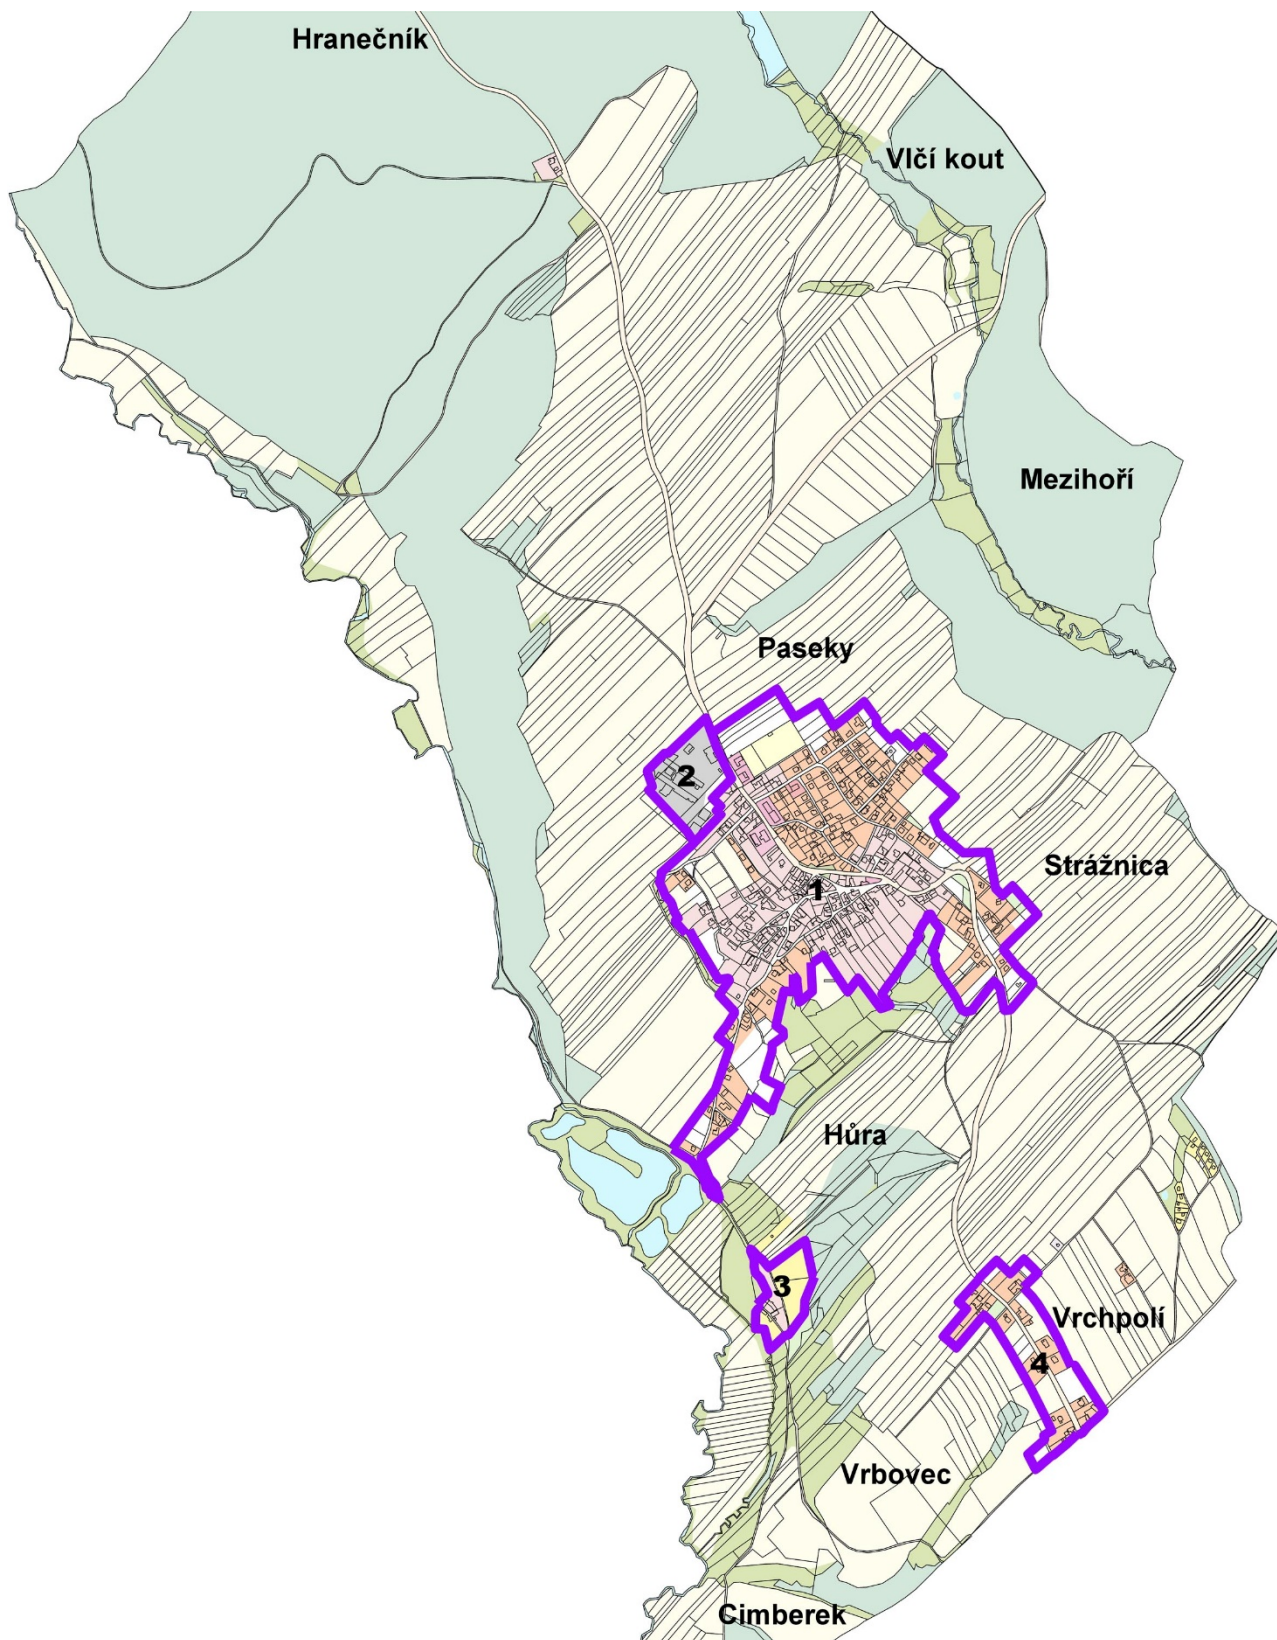 Hranečník
Vlčí kout
Mezihoří
Paseky
2
Strážnica
1
Hůra
3
Vrchpolí
4
Vrbovec
Cimberek